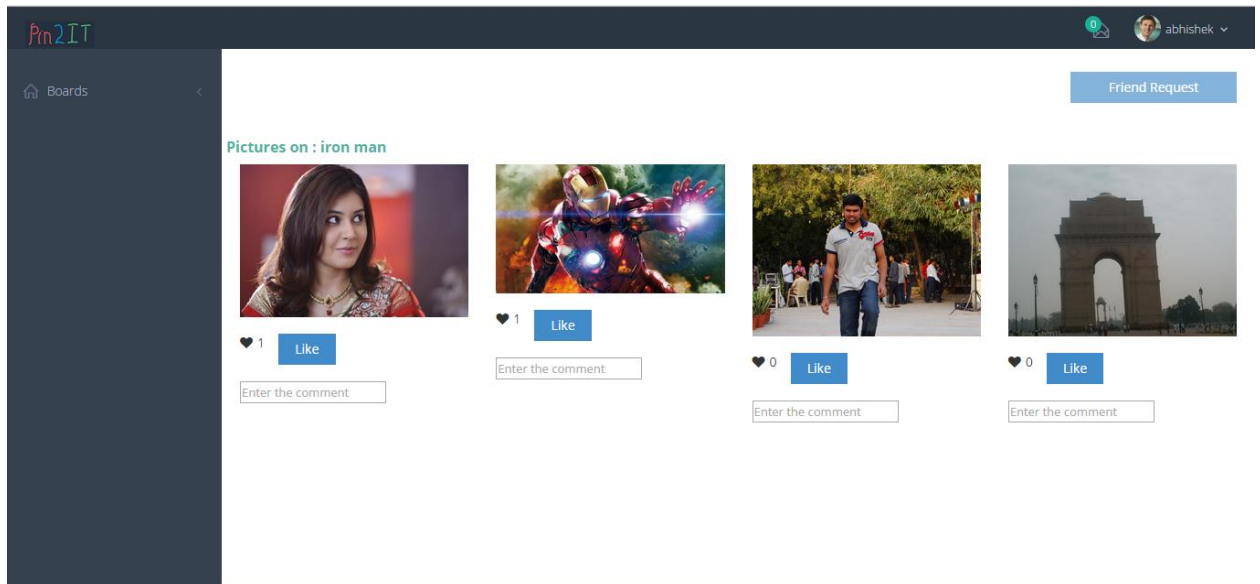 Pin2IT
0
abhishek
Boards
Friend Request
Pictures on : iron man
1
Like
Enter the comment
1
Like
Enter the comment
0
Like
Enter the comment
0
Like
Enter the comment